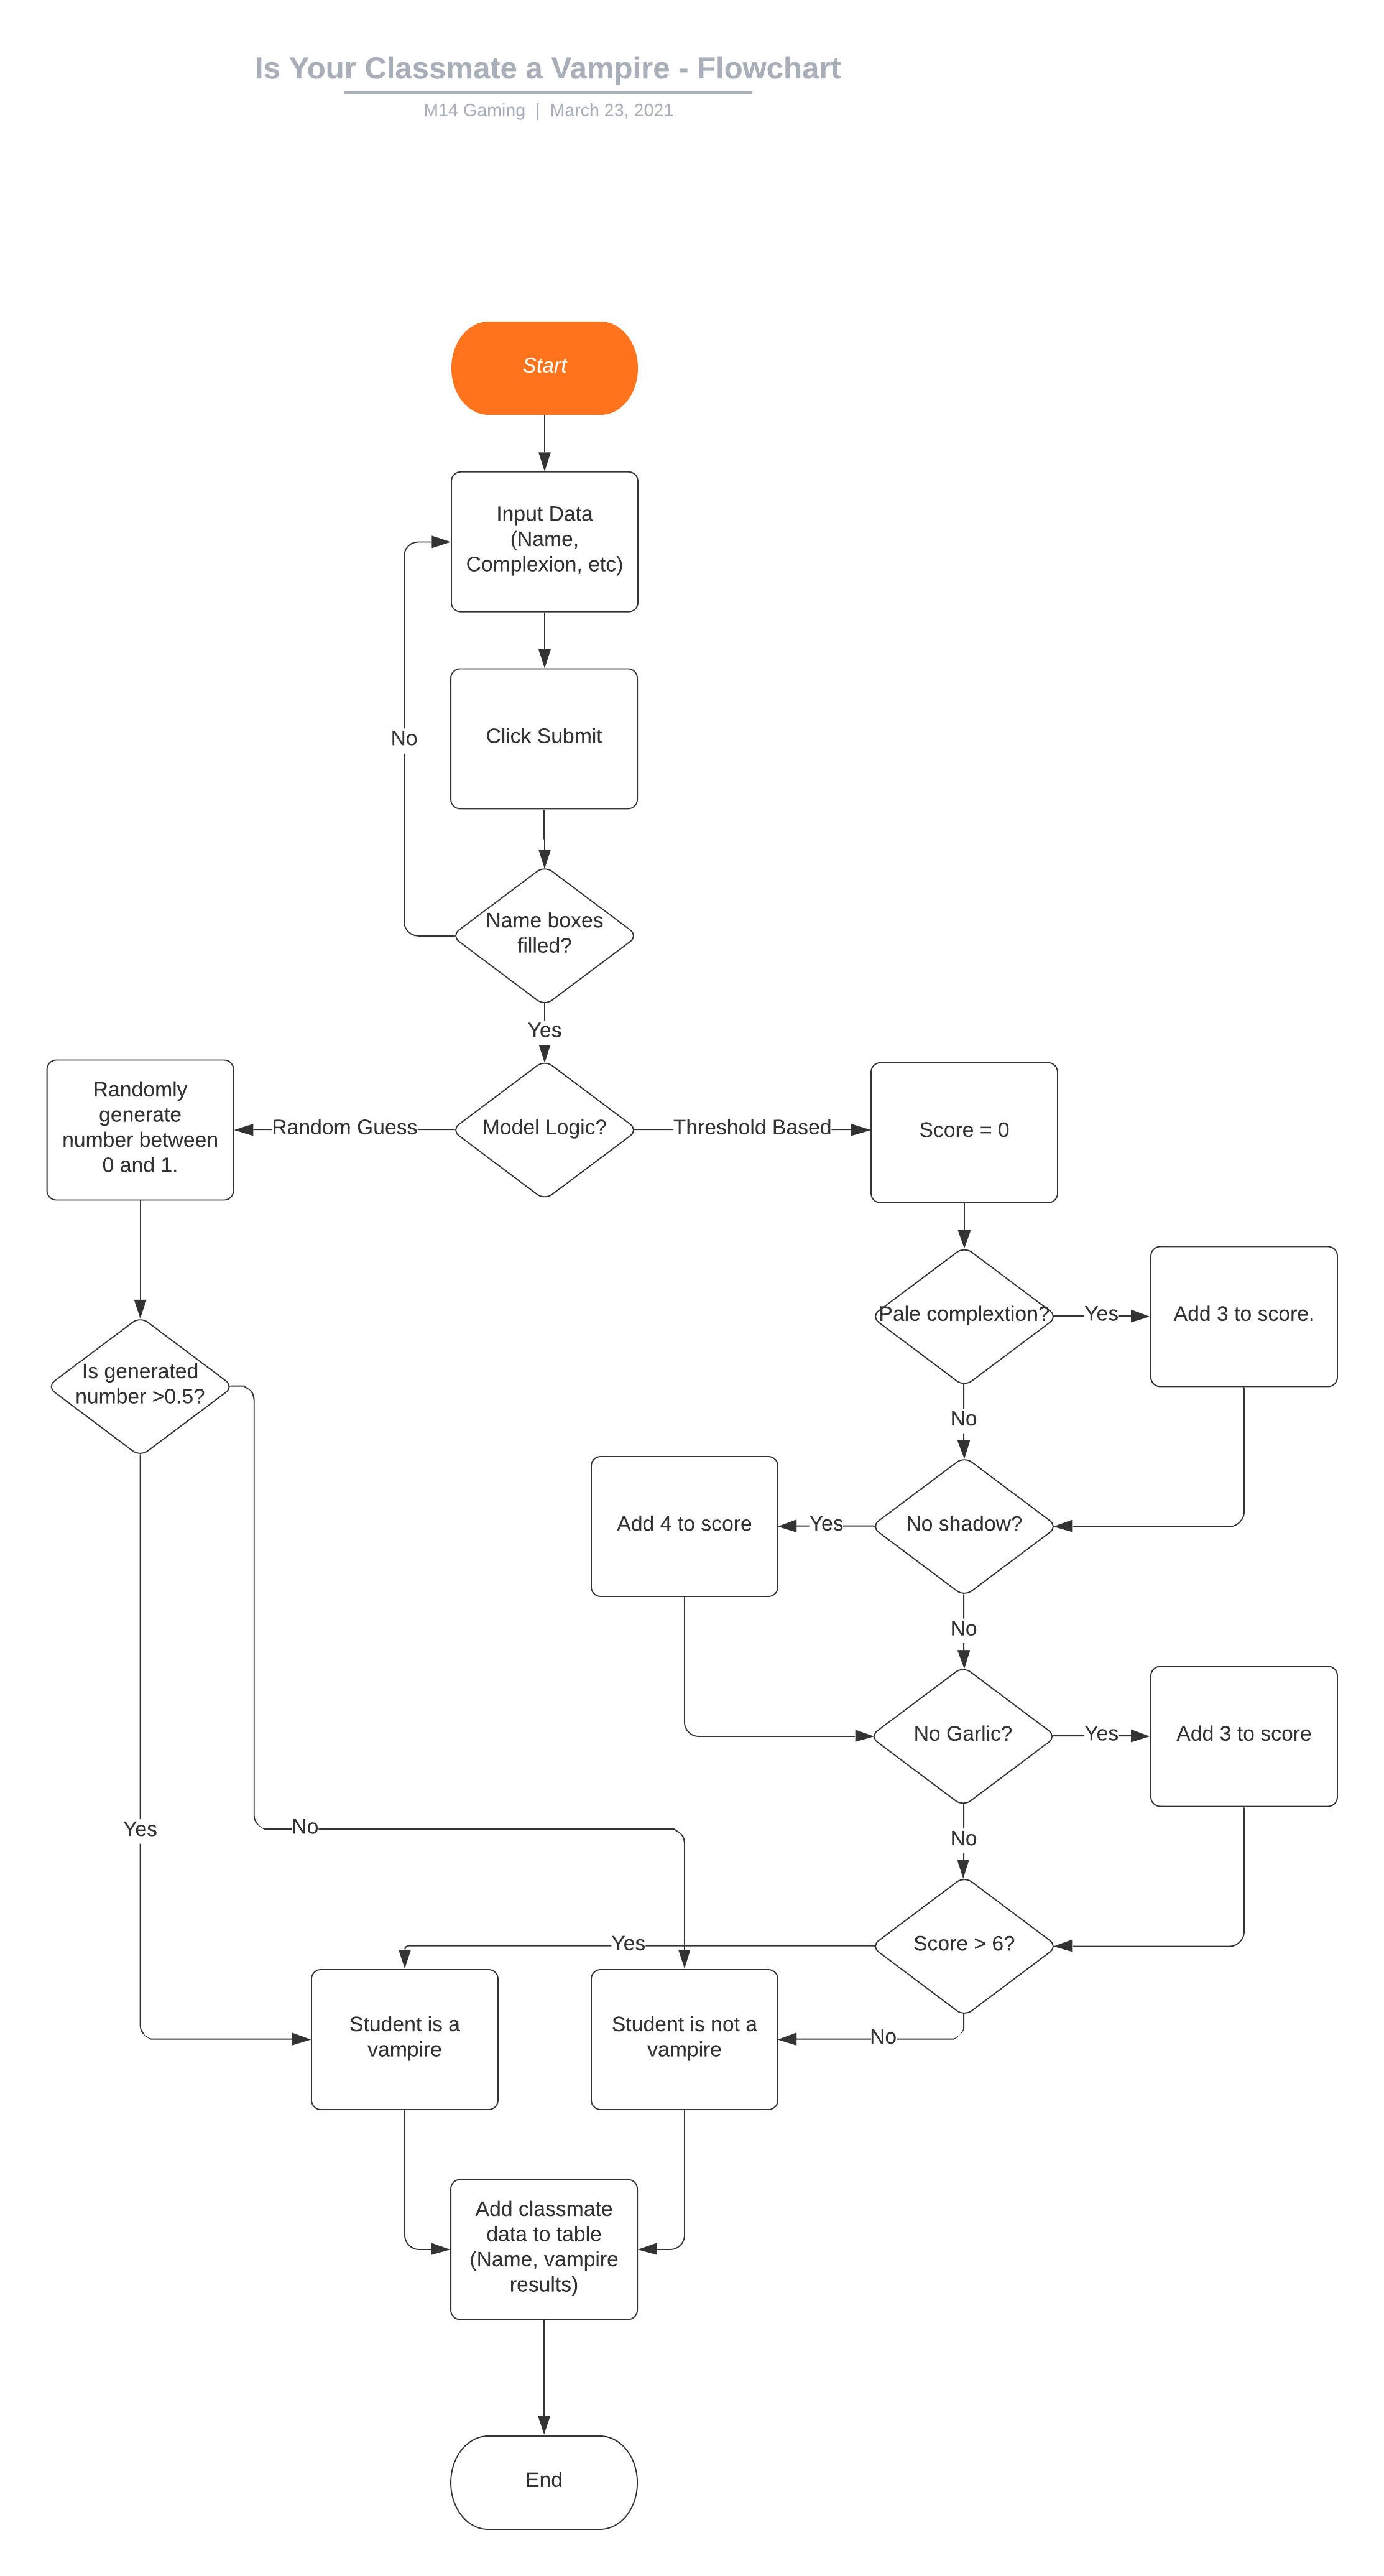 Is Your Classmate a Vampire - Flowchart
M14 Gaming | March 23, 2021
Start
Input Data
(Name,
Complexion, etc)
Click Submit
No
Name boxes
filled?
Yes
Randomly
generate
number between
0 and 1.
Random Guess
Model Logic?
Threshold Based
Score = 0
Pale complextion?
Yes
Add 3 to score.
Is generated
number >0.5?
No
Add 4 to score
Yes
No shadow?
No
No Garlic?
Yes
Add 3 to score
Yes
No
No
Yes
Score > 6?
Student is a
vampire
Student is not a
vampire
No
Add classmate
data to table
(Name, vampire
results)
End